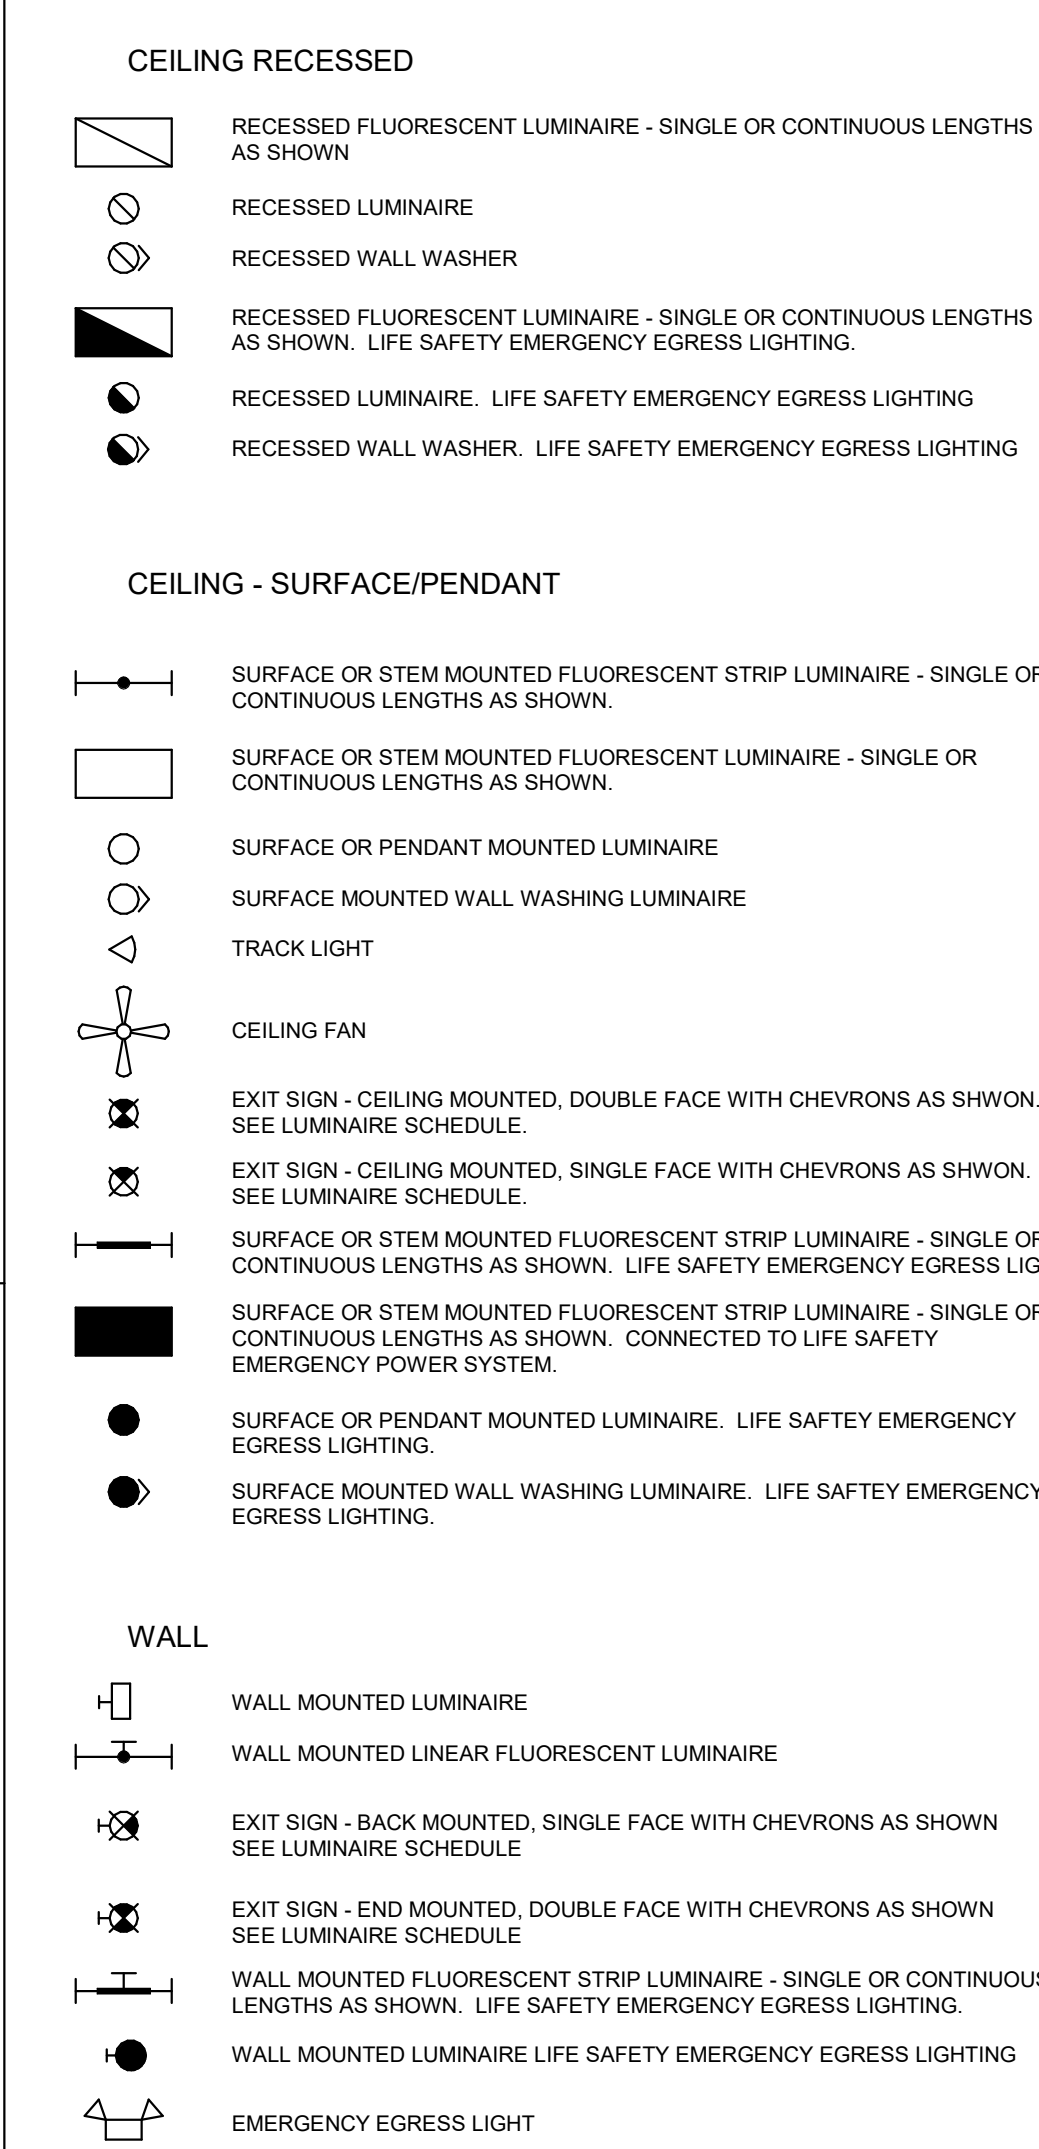 CEILING RECESSED
RECESSED FLUORESCENT LUMINAIRE - SINGLE OR CONTINUOUS LENGTHS
AS SHOWN
RECESSED LUMINAIRE
RECESSED WALL WASHER
RECESSED FLUORESCENT LUMINAIRE - SINGLE OR CONTINUOUS LENGTHS
AS SHOWN.  LIFE SAFETY EMERGENCY EGRESS LIGHTING.
RECESSED LUMINAIRE.  LIFE SAFETY EMERGENCY EGRESS LIGHTING
RECESSED WALL WASHER.  LIFE SAFETY EMERGENCY EGRESS LIGHTING
CEILING - SURFACE/PENDANT
SURFACE OR STEM MOUNTED FLUORESCENT STRIP LUMINAIRE - SINGLE OR
CONTINUOUS LENGTHS AS SHOWN.
SURFACE OR STEM MOUNTED FLUORESCENT LUMINAIRE - SINGLE OR
CONTINUOUS LENGTHS AS SHOWN.
SURFACE OR PENDANT MOUNTED LUMINAIRE
SURFACE MOUNTED WALL WASHING LUMINAIRE
TRACK LIGHT
CEILING FAN
EXIT SIGN - CEILING MOUNTED, DOUBLE FACE WITH CHEVRONS AS SHWON.
SEE LUMINAIRE SCHEDULE.
EXIT SIGN - CEILING MOUNTED, SINGLE FACE WITH CHEVRONS AS SHWON.
SEE LUMINAIRE SCHEDULE.
SURFACE OR STEM MOUNTED FLUORESCENT STRIP LUMINAIRE - SINGLE OR
CONTINUOUS LENGTHS AS SHOWN.  LIFE SAFETY EMERGENCY EGRESS LIG
SURFACE OR STEM MOUNTED FLUORESCENT STRIP LUMINAIRE - SINGLE OR
CONTINUOUS LENGTHS AS SHOWN.  CONNECTED TO LIFE SAFETY
EMERGENCY POWER SYSTEM.
SURFACE OR PENDANT MOUNTED LUMINAIRE.  LIFE SAFTEY EMERGENCY
EGRESS LIGHTING.
SURFACE MOUNTED WALL WASHING LUMINAIRE.  LIFE SAFTEY EMERGENCY
EGRESS LIGHTING.
WALL
WALL MOUNTED LUMINAIRE
WALL MOUNTED LINEAR FLUORESCENT LUMINAIRE
EXIT SIGN - BACK MOUNTED, SINGLE FACE WITH CHEVRONS AS SHOWN
SEE LUMINAIRE SCHEDULE
EXIT SIGN - END MOUNTED, DOUBLE FACE WITH CHEVRONS AS SHOWN
SEE LUMINAIRE SCHEDULE
WALL MOUNTED FLUORESCENT STRIP LUMINAIRE - SINGLE OR CONTINUOUS
LENGTHS AS SHOWN.  LIFE SAFETY EMERGENCY EGRESS LIGHTING.
WALL MOUNTED LUMINAIRE LIFE SAFETY EMERGENCY EGRESS LIGHTING
EMERGENCY EGRESS LIGHT